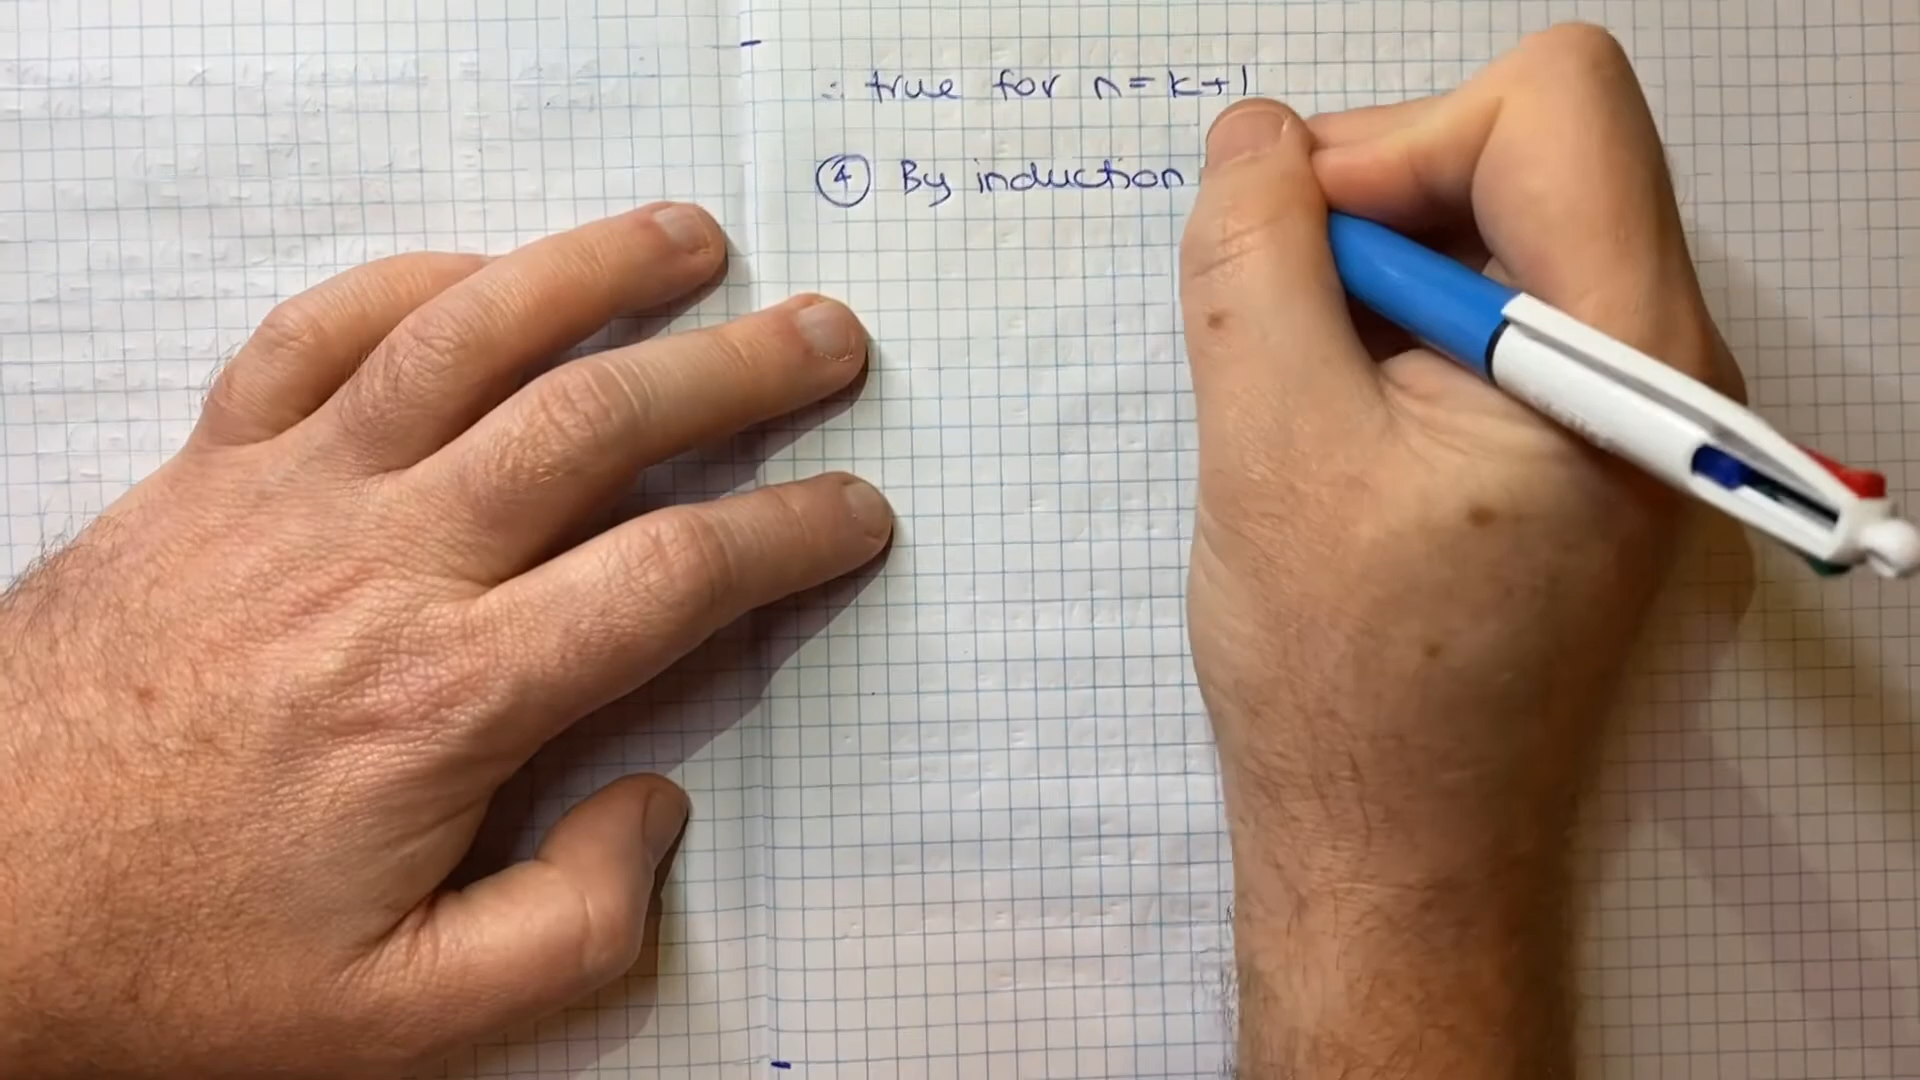 ∴ true for n=k+1
④ By induction